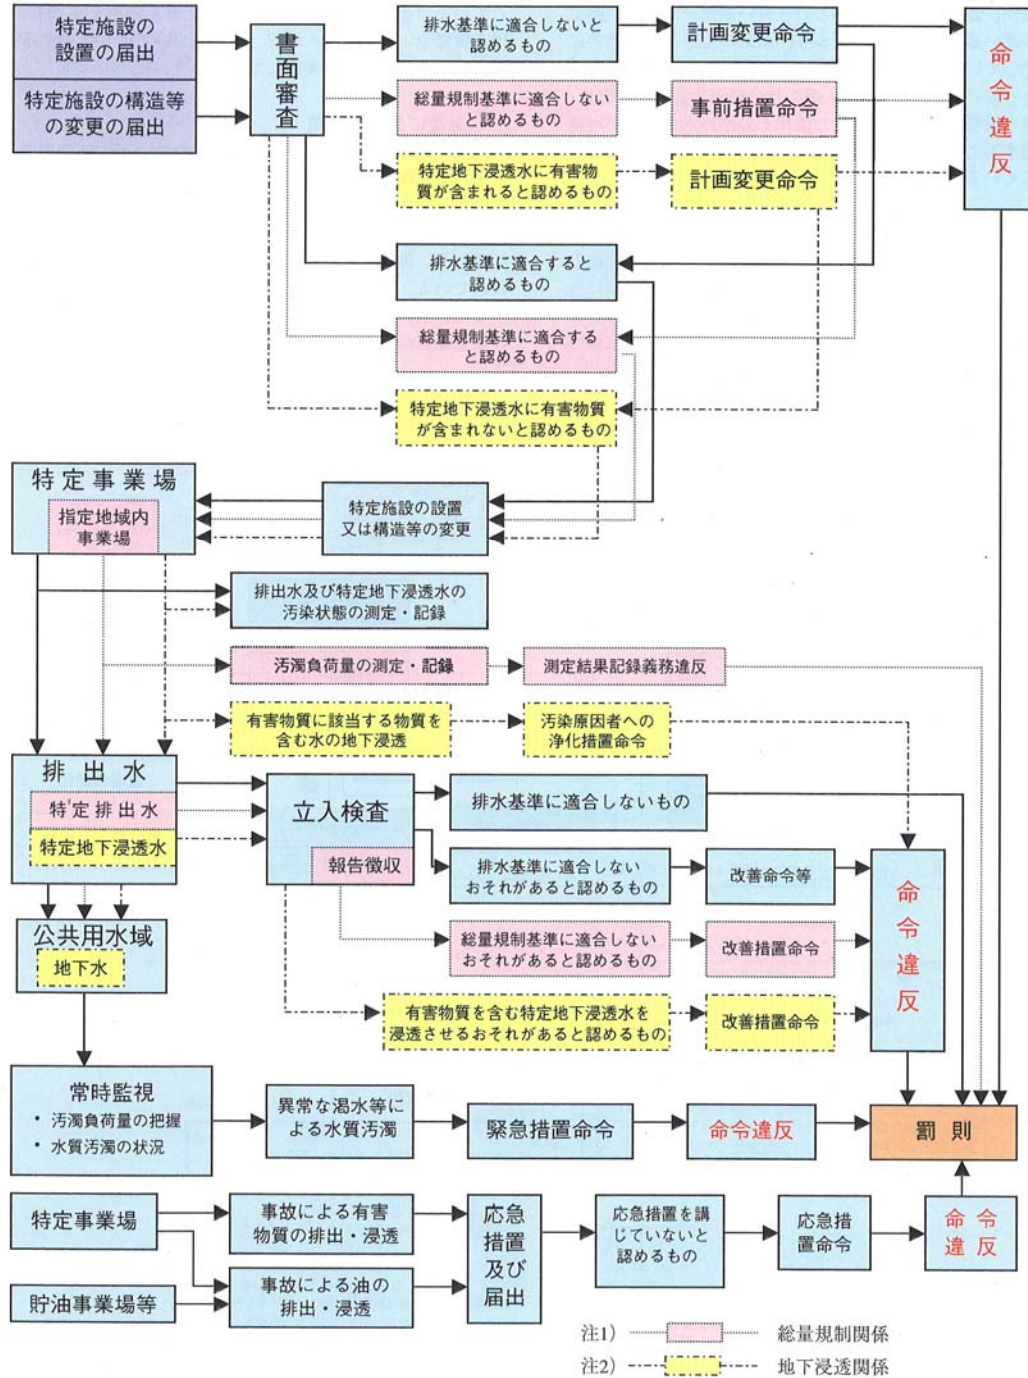 特定施設の
設置の届出
特定施設の構造等
の変更の届出
書面審査
排水基準に適合しないと
認めるもの
計画変更命令
命令違反
総量規制基準に適合しない
と認めるもの
事前措置命令
特定地下浸透水に有害物
質が含まれると認めるもの
計画変更命令
排水基準に適合すると
認めるもの
総量規制基準に適合する
と認めるもの
特定地下浸透水に有害物質
が含まれないと認めるもの
特定事業場
指定地域内
事業場
特定施設の設置
又は構造等の変更
排出水及び特定地下浸透水の
汚染状態の測定・記録
汚濁負荷量の測定・記録
測定結果記録義務違反
有害物質に該当する物質を
含む水の地下浸透
汚染原因者への
浄化措置命令
排出水
特定排出水
特定地下浸透水
立入検査
報告徴収
排水基準に適合しないもの
排水基準に適合しない
おそれがあると認めるもの
改善命令等
命令違反
総量規制基準に適合しない
おそれがあると認めるもの
改善措置命令
有害物質を含む特定地下浸透水を
浸透させるおそれがあると認めるもの
改善措置命令
公共用水域
地下水
常時監視
・ 汚濁負荷量の把握
・ 水質汚濁の状況
異常な渇水等に
よる水質汚濁
緊急措置命令
命令違反
罰則
特定事業場
事故による有害
物質の排出・浸透
応急
措置
及び
届出
応急措置を講
じていないと
認めるもの
応急措
置命令
命令
違反
貯油事業場等
事故による油の
排出・浸透
注1) 総量規制関係
注2) 地下浸透関係